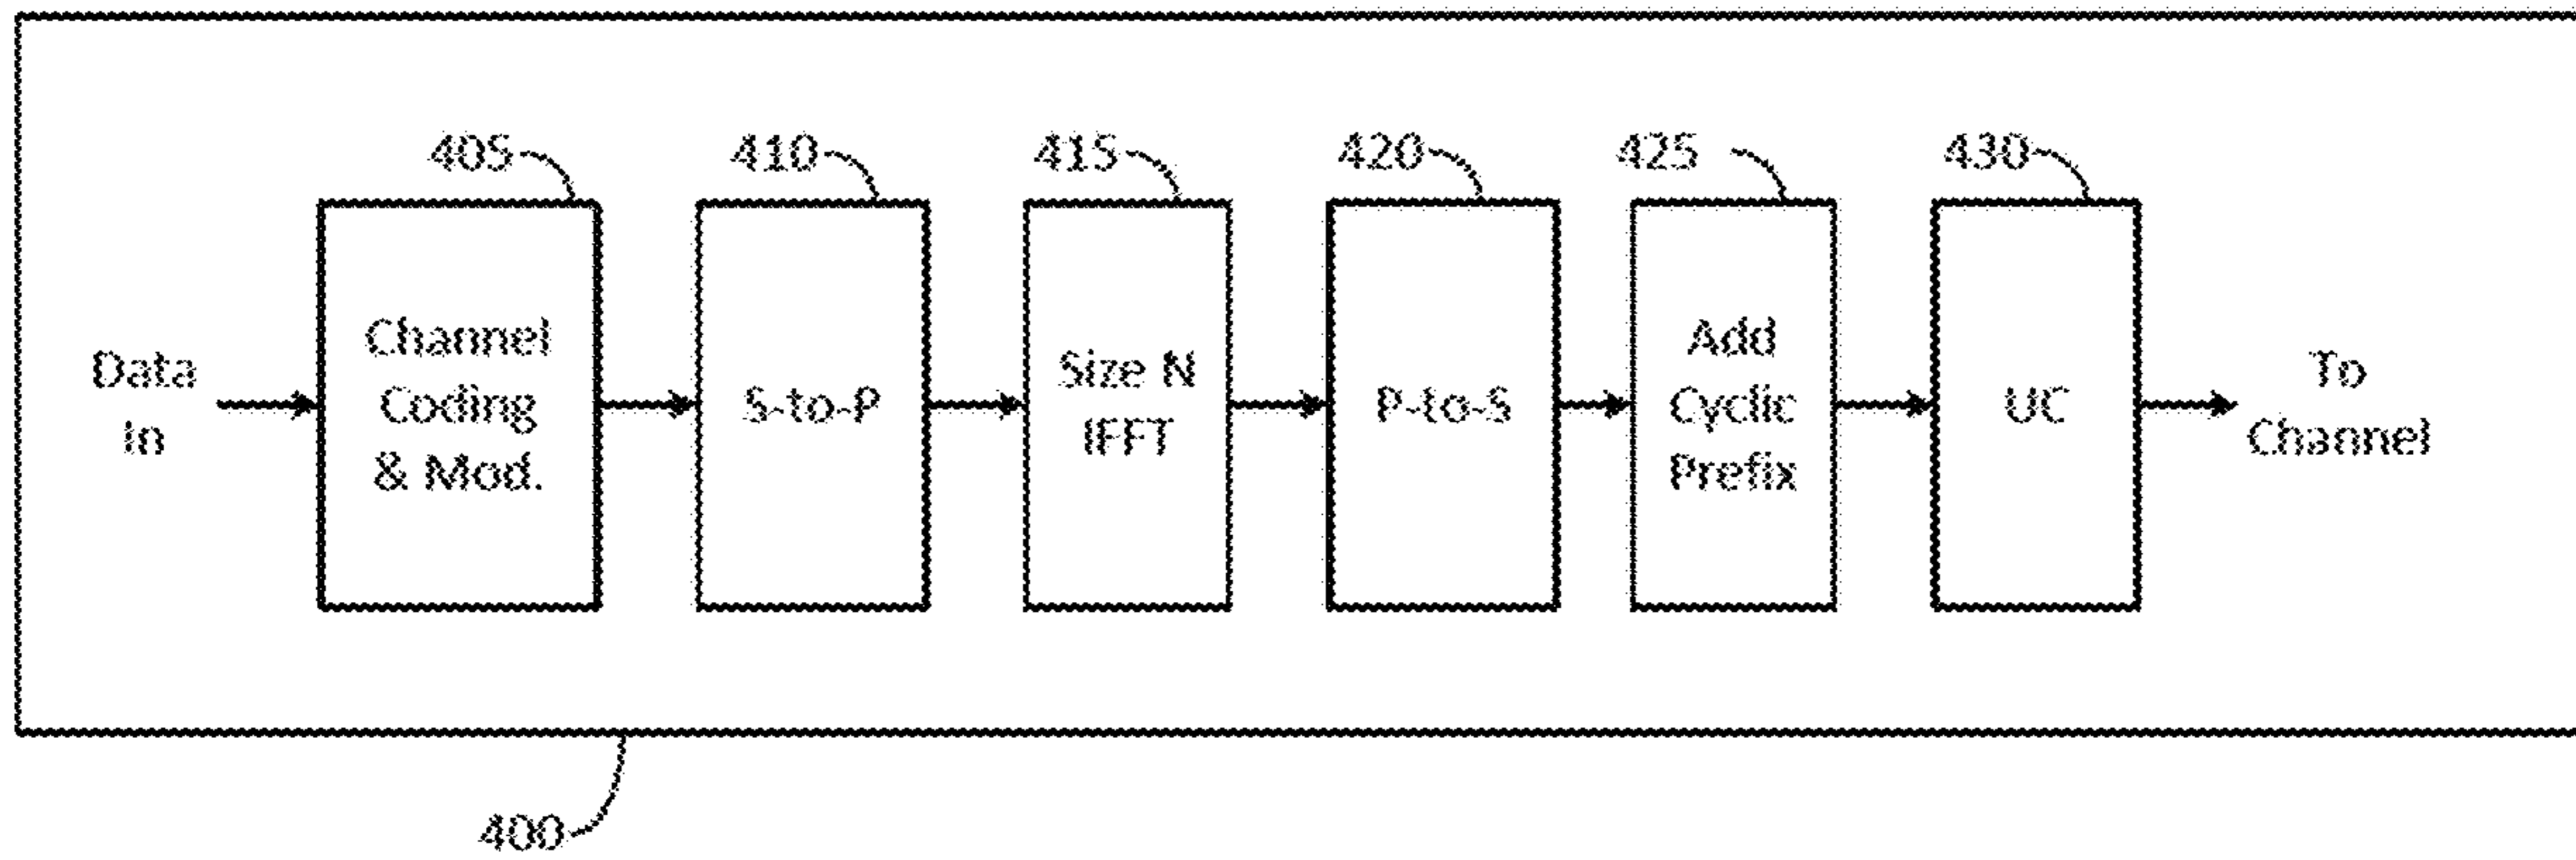 405
410
415
420
425
430
Data
In
Channel
Coding
& Mod.
S-to-P
Size N
IFFT
P-to-S
Add
Cyclic
Prefix
UC
To
Channel
400